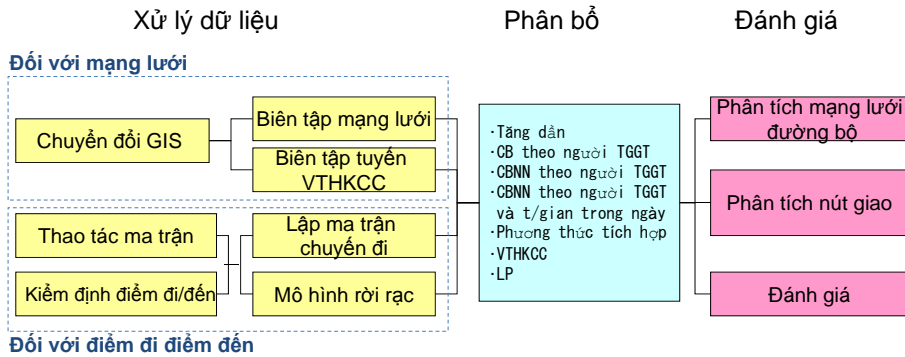 Xử lý dữ liệu
Phân bổ
Đánh giá
Đối với mạng lưới
Chuyển đổi GIS
Biên tập mạng lưới
Biên tập tuyến
VTHKCC
Thao tác ma trận
Kiểm định điểm đi/đến
Lập ma trận
chuyến đi
Mô hình rời rạc
Đối với điểm đi điểm đến
·Tăng dần
·CB theo người TGGT
·CBNN theo người TGGT
·CBNN theo người TGGT
và t/gian trong ngày
·Phương thức tích hợp
·VTHKCC
·LP
Phân tích mạng lưới
đường bộ
Phân tích nút giao
Đánh giá